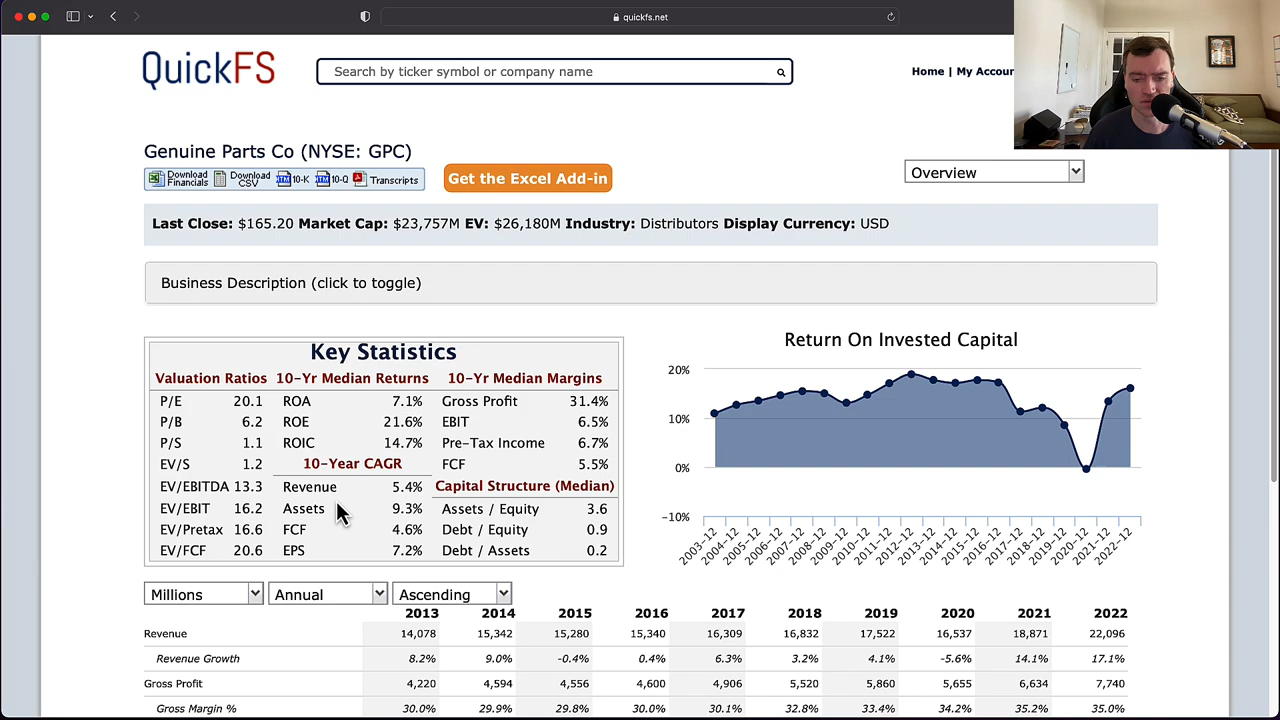 quickfs.net
QuickFS
Search by ticker symbol or company name
Home | My Accoun
Genuine Parts Co (NYSE: GPC)
Download Financials Download CSV 10-K 10-Q Transcripts
Get the Excel Add-in
Overview
Last Close: $165.20 Market Cap: $23,757M EV: $26,180M Industry: Distributors Display Currency: USD
Business Description (click to toggle)
Key Statistics
Valuation Ratios 10-Yr Median Returns 10-Yr Median Margins
P/E 20.1 ROA 7.1% Gross Profit 31.4%
P/B 6.2 ROE 21.6% EBIT 6.5%
P/S 1.1 ROIC 14.7% Pre-Tax Income 6.7%
EV/S 1.2 10-Year CAGR FCF 5.5%
EV/EBITDA 13.3 Revenue 5.4% Capital Structure (Median)
EV/EBIT 16.2 Assets 9.3% Assets / Equity 3.6
EV/Pretax 16.6 FCF 4.6% Debt / Equity 0.9
EV/FCF 20.6 EPS 7.2% Debt / Assets 0.2
Return On Invested Capital
20%
10%
0%
-10%
2003-12 2004-12 2005-12 2006-12 2007-12 2008-12 2009-12 2010-12 2011-12 2012-12 2013-12 2014-12 2015-12 2016-12 2017-12 2018-12 2019-12 2020-12 2021-12 2022-12
Millions Annual Ascending
2013 2014 2015 2016 2017 2018 2019 2020 2021 2022
Revenue 14,078 15,342 15,280 15,340 16,309 16,832 17,522 16,537 18,871 22,096
Revenue Growth 8.2% 9.0% -0.4% 0.4% 6.3% 3.2% 4.1% -5.6% 14.1% 17.1%
Gross Profit 4,220 4,594 4,556 4,600 4,906 5,520 5,860 5,655 6,634 7,740
Gross Margin % 30.0% 29.9% 29.8% 30.0% 30.1% 32.8% 33.4% 34.2% 35.2% 35.0%